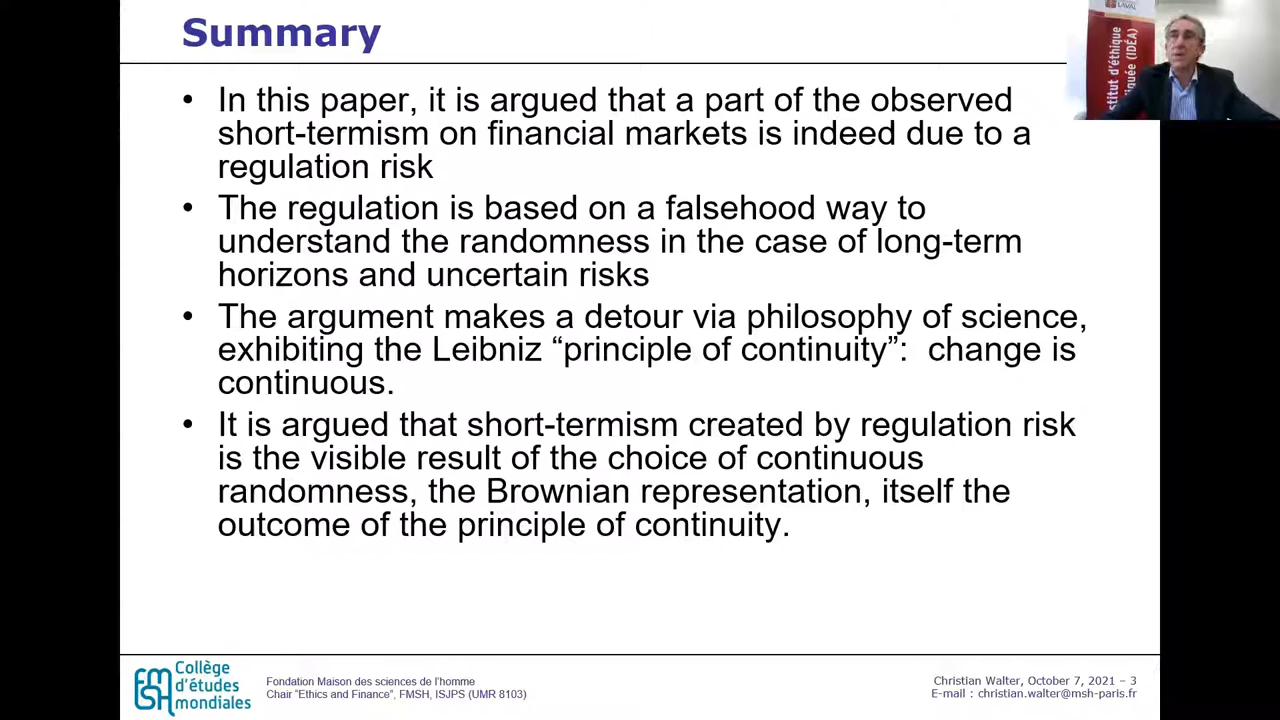 Summary
• In this paper, it is argued that a part of the observed
short-termism on financial markets is indeed due to a
regulation risk
• The regulation is based on a falsehood way to
understand the randomness in the case of long-term
horizons and uncertain risks
• The argument makes a detour via philosophy of science,
exhibiting the Leibniz “principle of continuity”:  change is
continuous.
• It is argued that short-termism created by regulation risk
is the visible result of the choice of continuous
randomness, the Brownian representation, itself the
outcome of the principle of continuity.
LAVAL
titut d'éthique
quée (IDÉA)
FMSH
Collège
d'études
mondiales
Fondation Maison des sciences de l'homme
Chair "Ethics and Finance", FMSH, ISJPS (UMR 8103)
Christian Walter, October 7, 2021 – 3
E-mail : christian.walter@msh-paris.fr